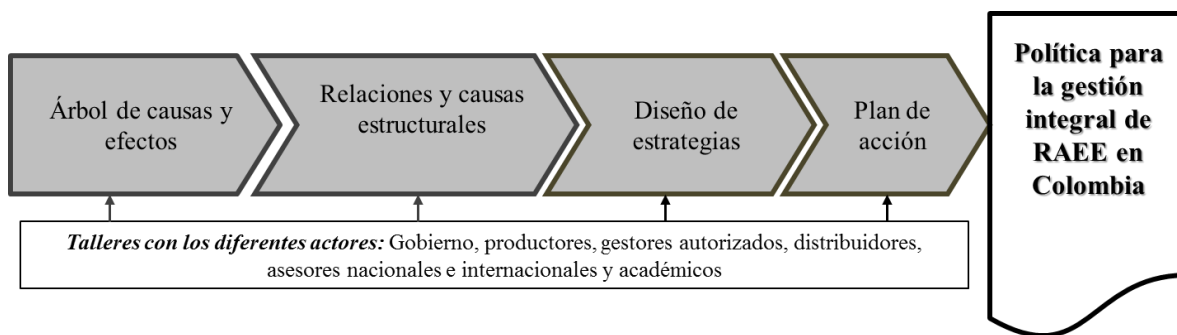 Árbol de causas y
efectos
Relaciones y causas
estructurales
Diseño de
estrategias
Plan de
acción
Política para
la gestión
integral de
RAEE en
Colombia
Talleres con los diferentes actores: Gobierno, productores, gestores autorizados, distribuidores,
asesores nacionales e internacionales y académicos